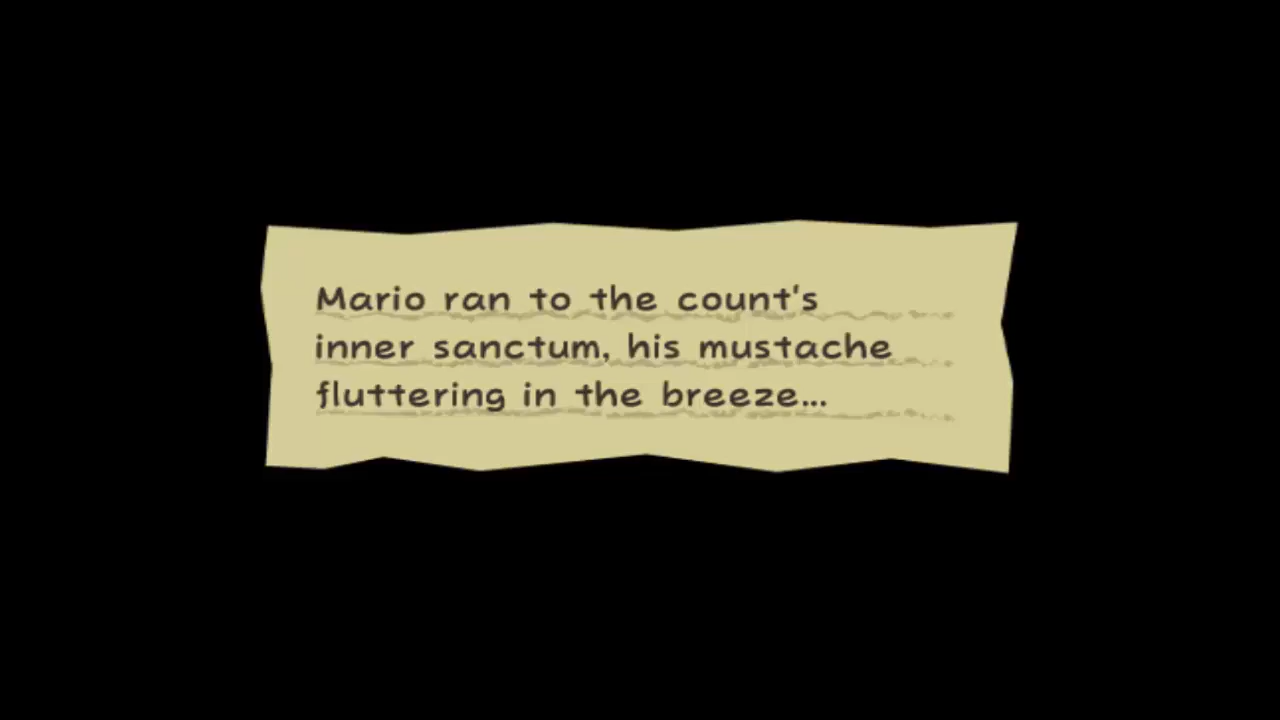 Mario ran to the count's
inner sanctum, his mustache
fluttering in the breeze...